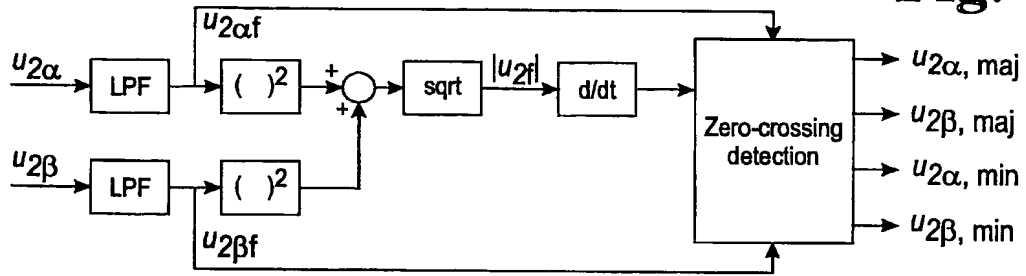 Fig.
u2αf
u2α
LPF
( )²
+
+
sqrt
|u2f|
d/dt
Zero-crossing
detection
u2α, maj
u2β, maj
u2α, min
u2β, min
u2β
LPF
( )²
u2βf